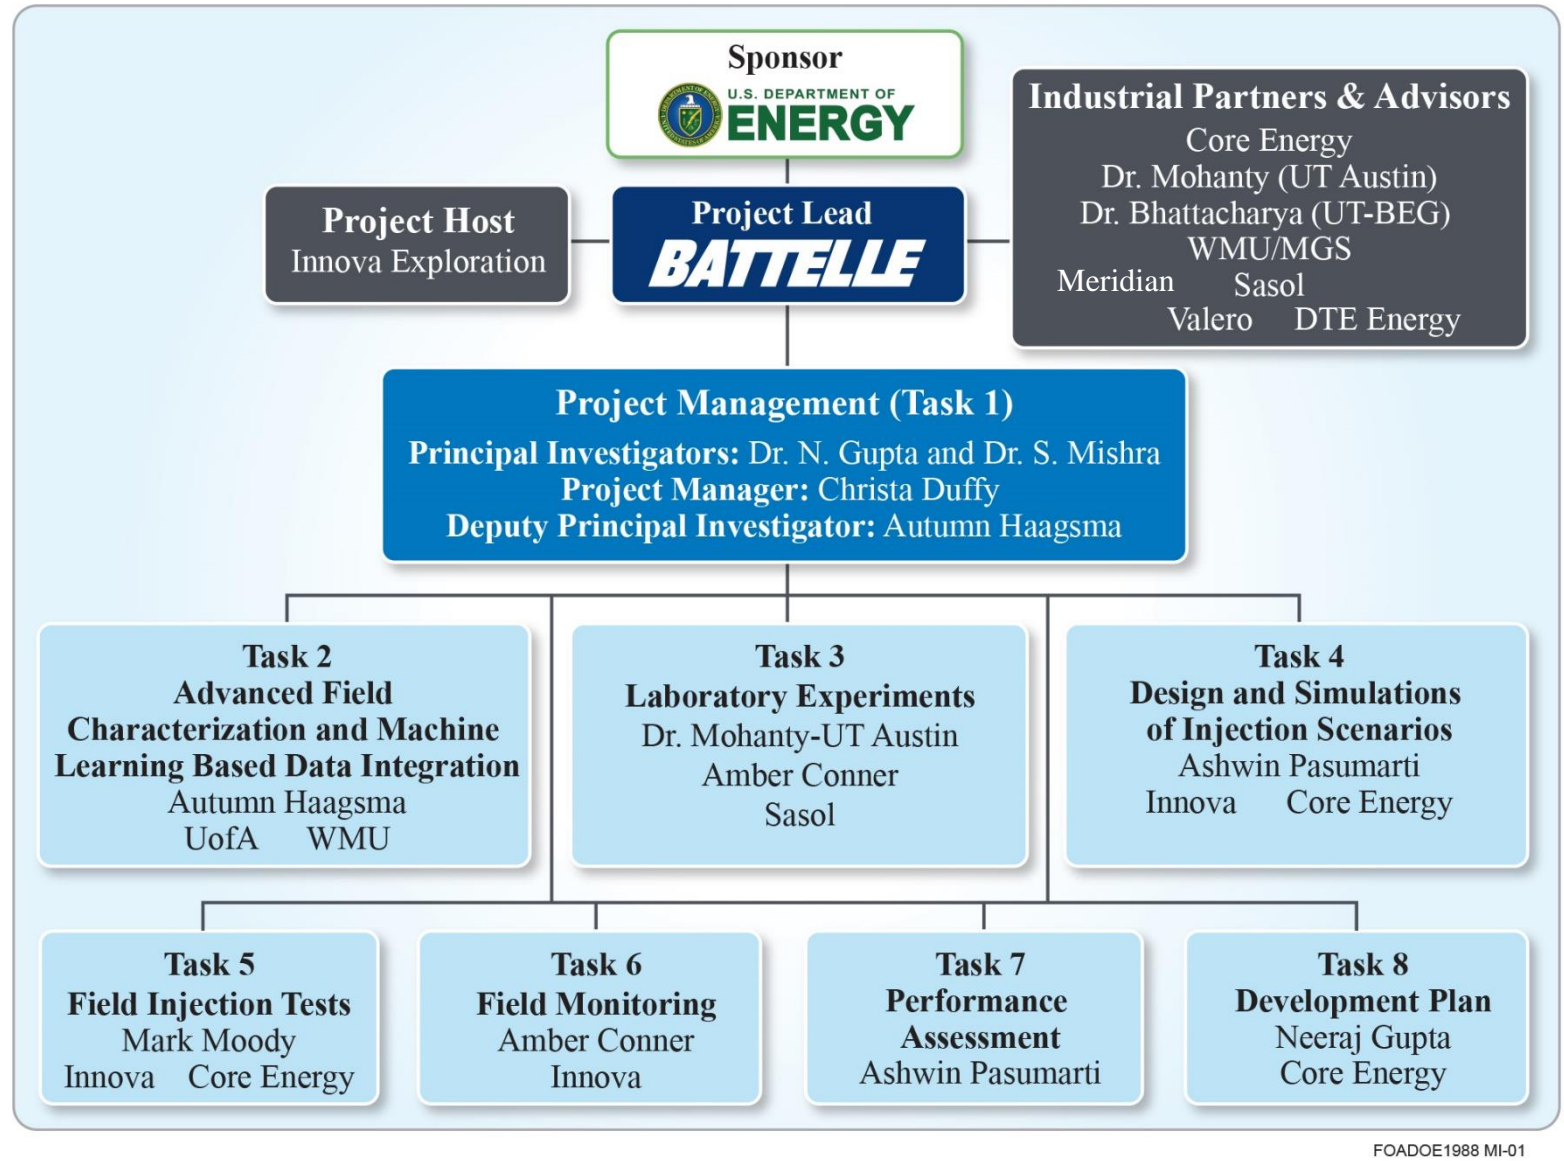 Sponsor
U.S. DEPARTMENT OF
ENERGY
Industrial Partners & Advisors
Core Energy
Dr. Mohanty (UT Austin)
Dr. Bhattacharya (UT-BEG)
WMU/MGS
Meridian Sasol
Valero DTE Energy
Project Host
Innova Exploration
Project Lead
BATTELLE
Project Management (Task 1)
Principal Investigators: Dr. N. Gupta and Dr. S. Mishra
Project Manager: Christa Duffy
Deputy Principal Investigator: Autumn Haagsma
Task 2
Advanced Field
Characterization and Machine
Learning Based Data Integration
Autumn Haagsma
UofA WMU
Task 3
Laboratory Experiments
Dr. Mohanty-UT Austin
Amber Conner
Sasol
Task 4
Design and Simulations
of Injection Scenarios
Ashwin Pasumarti
Innova Core Energy
Task 5
Field Injection Tests
Mark Moody
Innova Core Energy
Task 6
Field Monitoring
Amber Conner
Innova
Task 7
Performance
Assessment
Ashwin Pasumarti
Task 8
Development Plan
Neeraj Gupta
Core Energy
FOADOE1988 MI-01